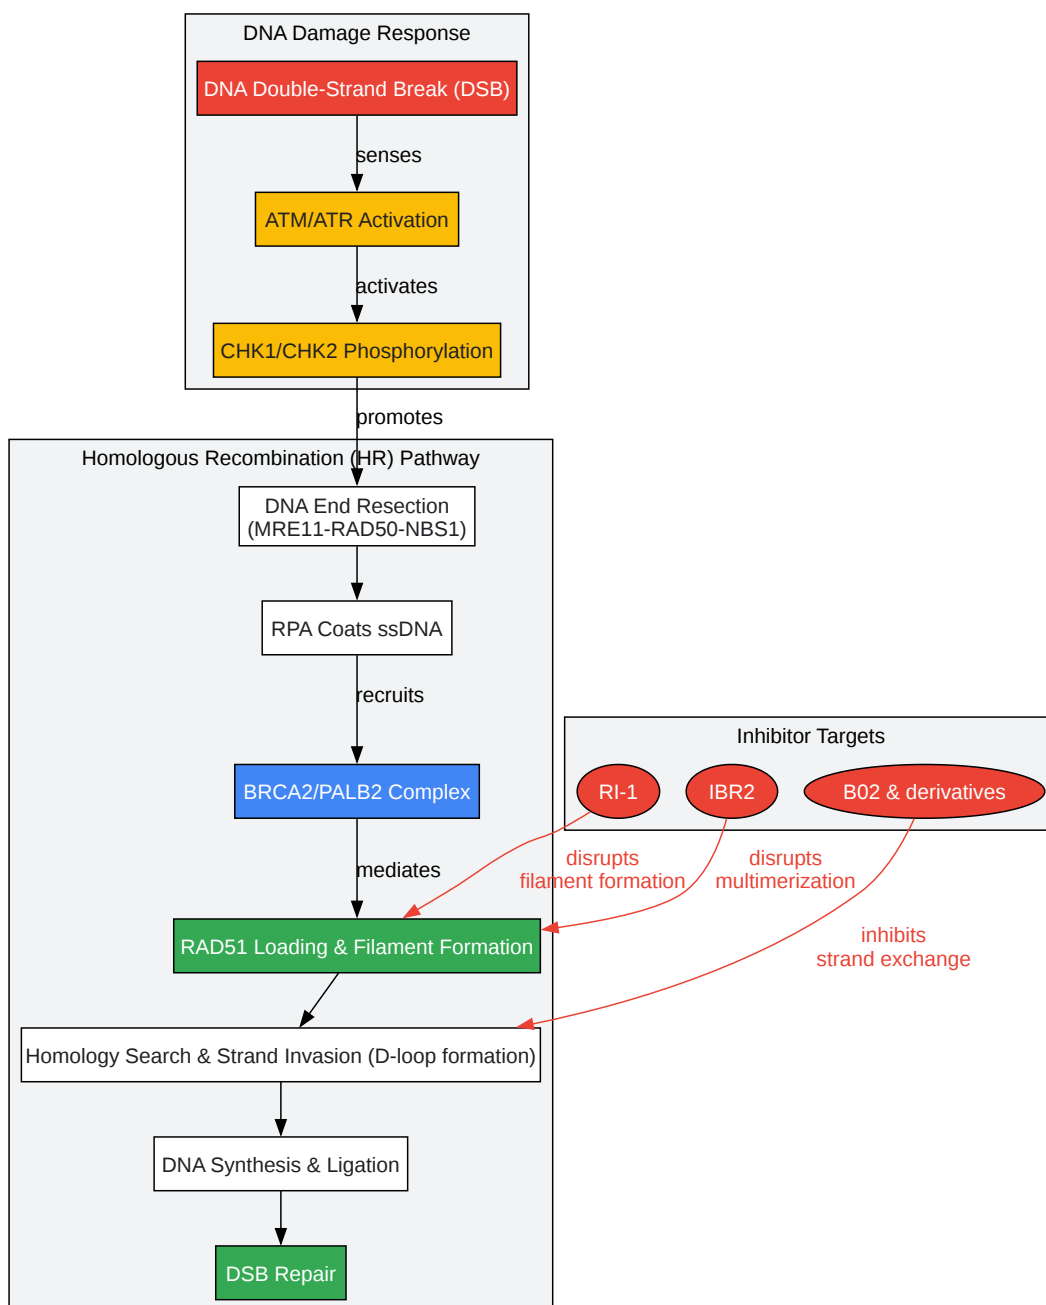 DNA Damage Response
DNA Double-Strand Break (DSB)
senses
ATM/ATR Activation
activates
CHK1/CHK2 Phosphorylation
promotes
Homologous Recombination (HR) Pathway
DNA End Resection
(MRE11-RAD50-NBS1)
RPA Coats ssDNA
recruits
BRCA2/PALB2 Complex
mediates
RAD51 Loading & Filament Formation
Homology Search & Strand Invasion (D-loop formation)
DNA Synthesis & Ligation
DSB Repair
Inhibitor Targets
RI-1
IBR2
B02 & derivatives
disrupts
filament formation
disrupts
multimerization
inhibits
strand exchange